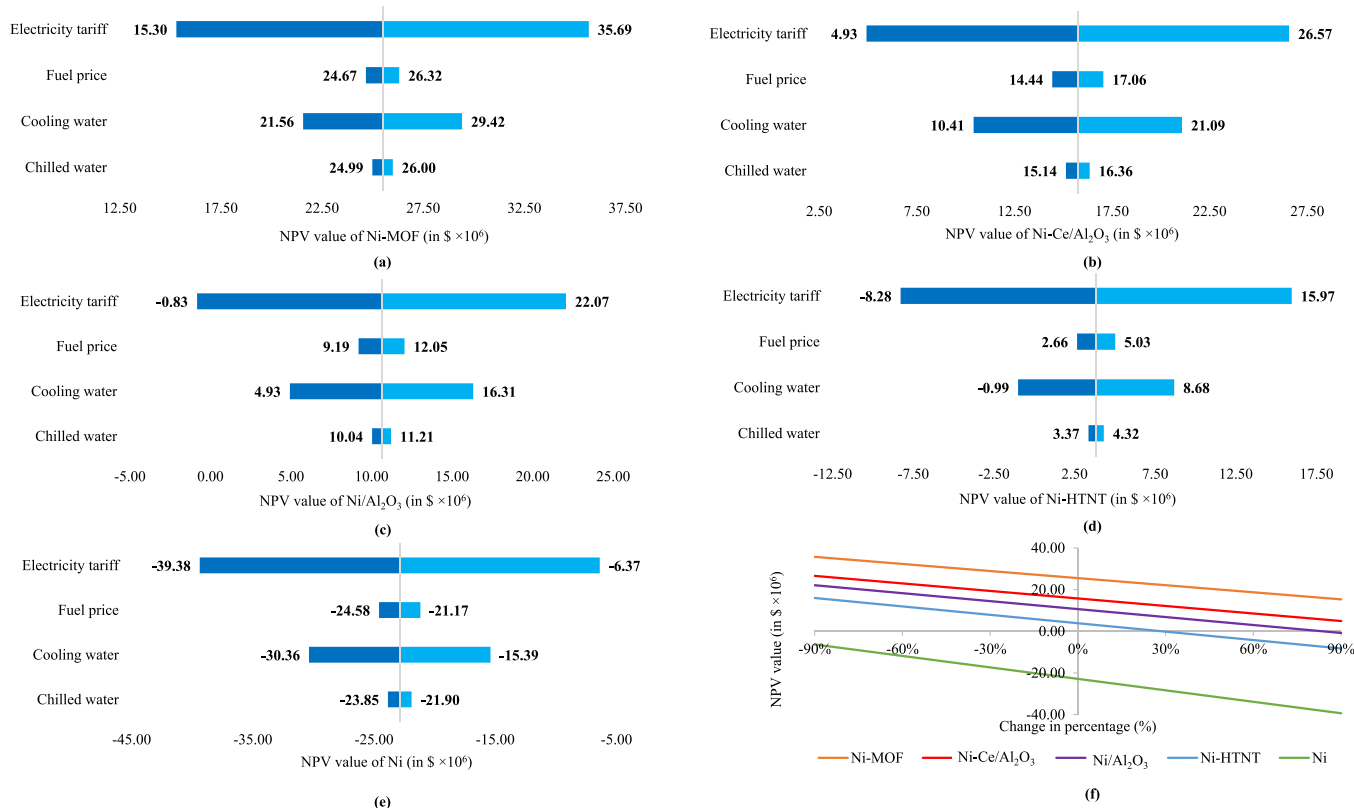 Electricity tariff 15.30 35.69
Fuel price 24.67 26.32
Cooling water 21.56 29.42
Chilled water 24.99 26.00
12.50 17.50 22.50 27.50 32.50 37.50
NPV value of Ni-MOF (in $ ×10⁶)
(a)
Electricity tariff 4.93 26.57
Fuel price 14.44 17.06
Cooling water 10.41 21.09
Chilled water 15.14 16.36
2.50 7.50 12.50 17.50 22.50 27.50
NPV value of Ni-Ce/Al₂O₃ (in $ ×10⁶)
(b)
Electricity tariff -0.83 22.07
Fuel price 9.19 12.05
Cooling water 4.93 16.31
Chilled water 10.04 11.21
-5.00 0.00 5.00 10.00 15.00 20.00 25.00
NPV value of Ni/Al₂O₃ (in $ ×10⁶)
(c)
Electricity tariff -8.28 15.97
Fuel price 2.66 5.03
Cooling water -0.99 8.68
Chilled water 3.37 4.32
-12.50 -7.50 -2.50 2.50 7.50 12.50 17.50
NPV value of Ni-HTNT (in $ ×10⁶)
(d)
Electricity tariff -39.38 -6.37
Fuel price -24.58 -21.17
Cooling water -30.36 -15.39
Chilled water -23.85 -21.90
-45.00 -35.00 -25.00 -15.00 -5.00
NPV value of Ni (in $ ×10⁶)
(e)
NPV value (in $ ×10⁶)
40.00
20.00
0.00
-90% -60% -30% 0% 30% 60% 90%
-20.00
-40.00
Change in percentage (%)
Ni-MOF Ni-Ce/Al₂O₃ Ni/Al₂O₃ Ni-HTNT Ni
(f)